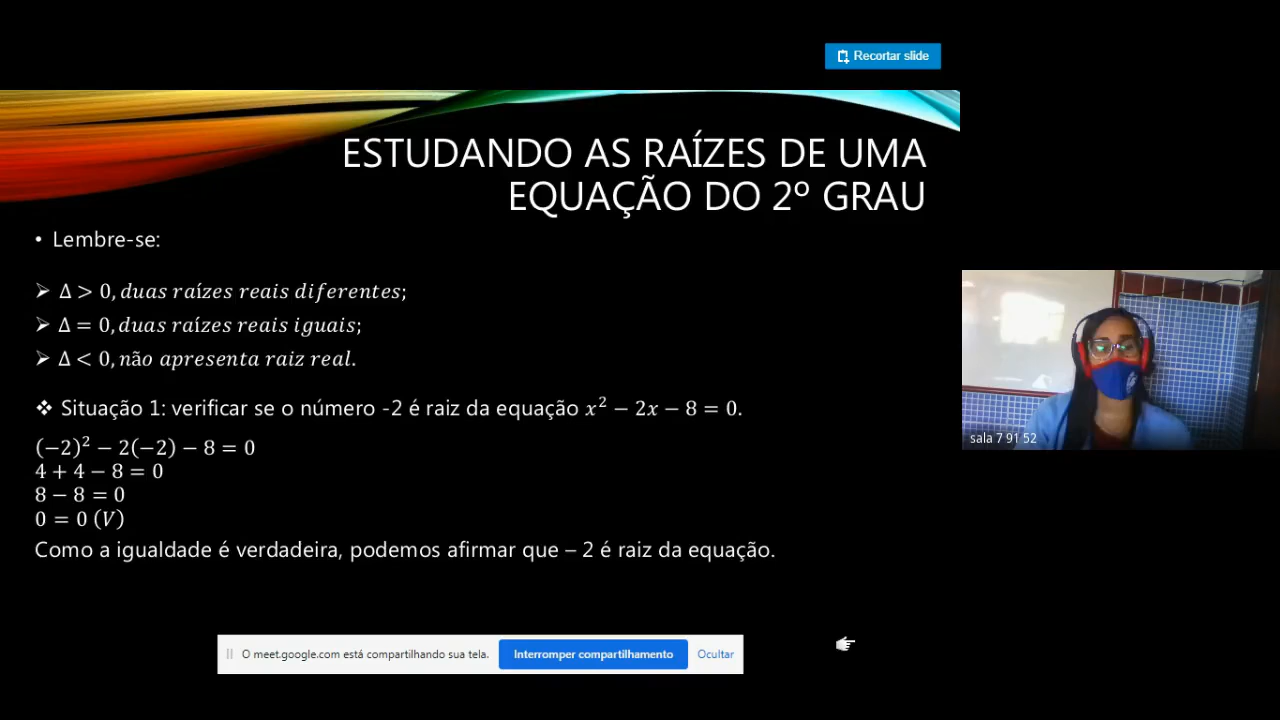 Recortar slide
ESTUDANDO AS RAÍZES DE UMA
EQUAÇÃO DO 2º GRAU
• Lembre-se:
➢ Δ > 0, duas raízes reais diferentes;
➢ Δ = 0, duas raízes reais iguais;
➢ Δ < 0, não apresenta raiz real.
❖ Situação 1: verificar se o número -2 é raiz da equação x² − 2x − 8 = 0.
(−2)² − 2(−2) − 8 = 0
4 + 4 − 8 = 0
8 − 8 = 0
0 = 0 (V)
Como a igualdade é verdadeira, podemos afirmar que – 2 é raiz da equação.
sala 7 91 52
O meet.google.com está compartilhando sua tela. Interromper compartilhamento Ocultar